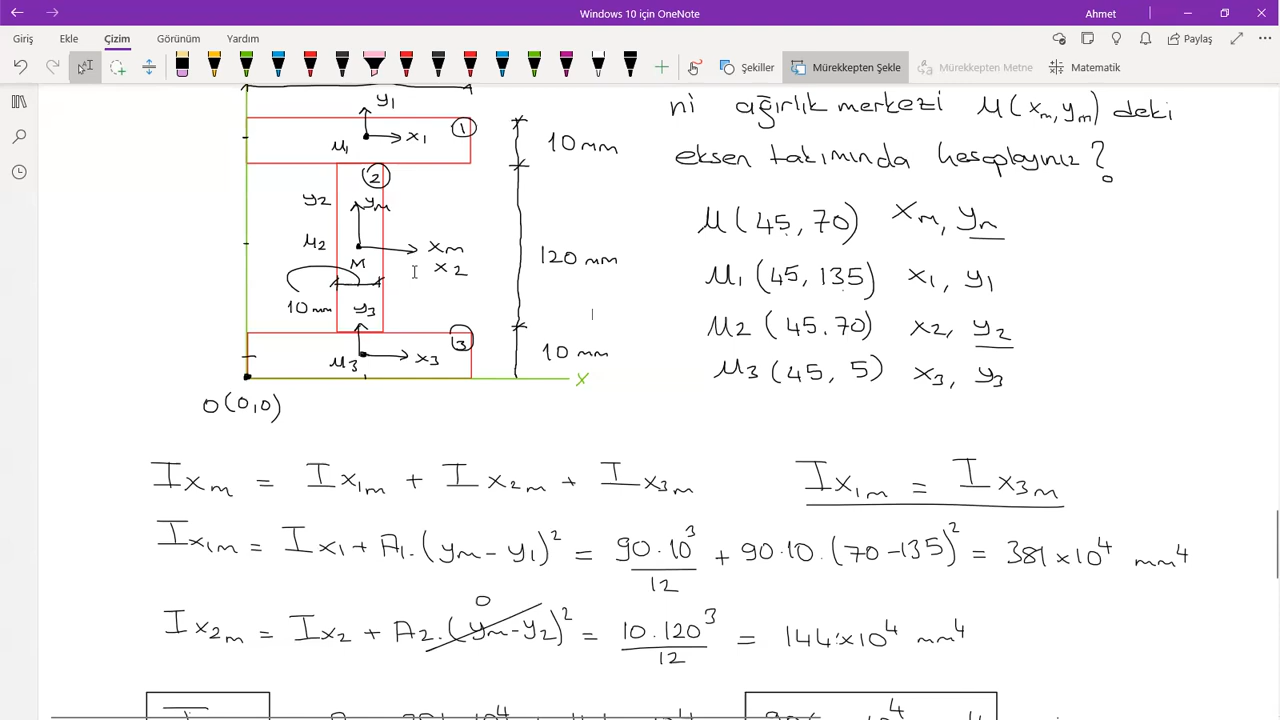 Windows 10 için OneNote
Ahmet
Giriş Ekle Çizim Görünüm Yardım
Paylaş
Şekiller
Mürekkepten Şekle
Mürekkepten Metne
Matematik
y1
x1
M1
1
10 mm
2
y2
ym
M2
xm
M
x2
120 mm
10 mm
y3
3
M3
x3
10 mm
x
O(0,0)
ni ağırlık merkezi M(xm, ym) deki
eksen takımında hesaplayınız?
M(45, 70) xm, ym
M1 (45, 135) x1, y1
M2 (45.70) x2, y2
M3 (45, 5) x3, y3
Ixm = Ix1m + Ix2m + Ix3m
Ix1m = Ix3m
Ix1m = Ix1 + A1.(ym-y1)² = 90.10³/12 + 90.10.(70-135)² = 381×10⁴ mm⁴
Ix2m = Ix2 + A2.(ym-y2)² = 10.120³/12 = 144×10⁴ mm⁴
0